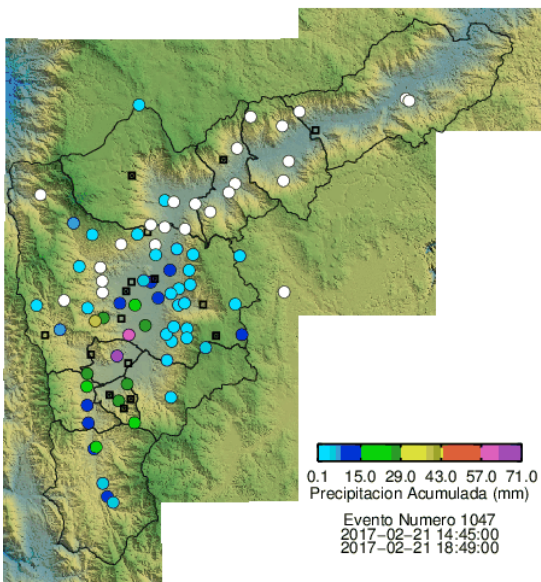 0.1 15.0 29.0 43.0 57.0 71.0
Precipitacion Acumulada (mm)
Evento Numero 1047
2017-02-21 14:45:00
2017-02-21 18:49:00